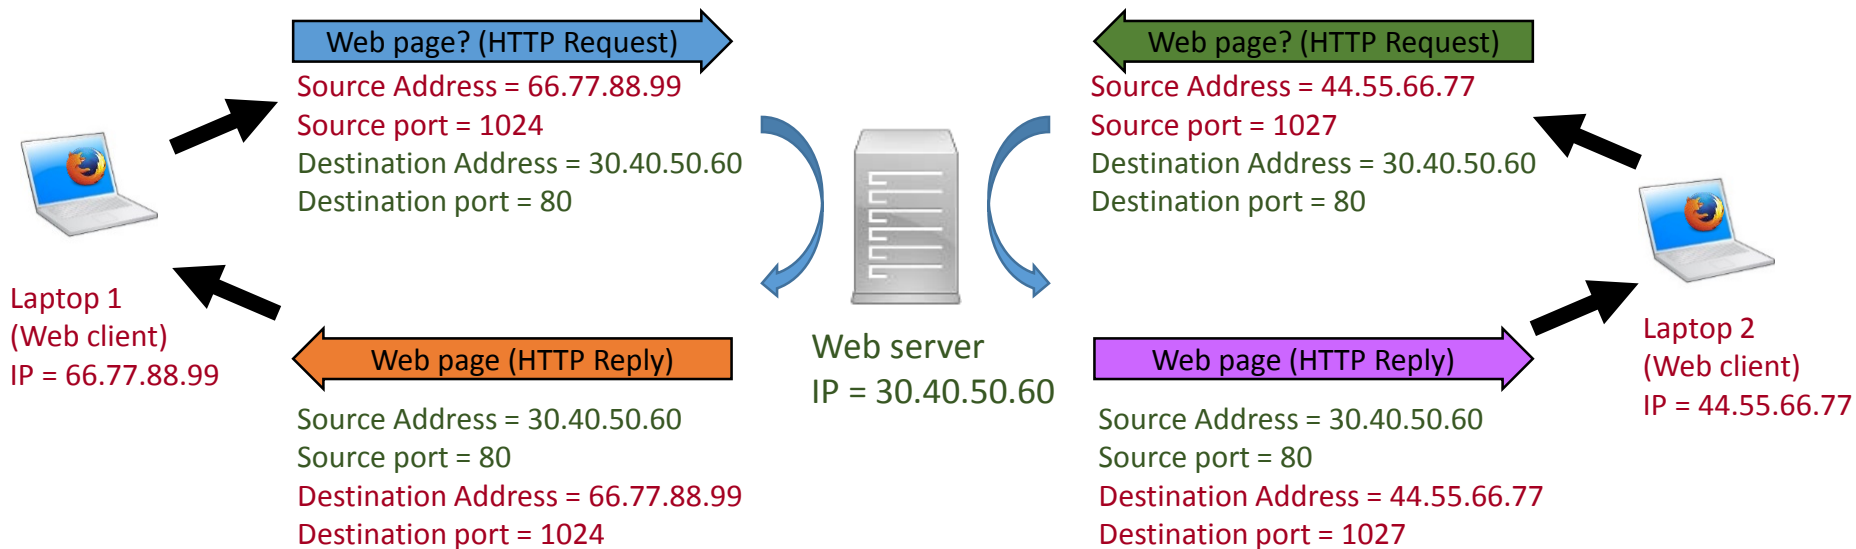 Web page? (HTTP Request)
Source Address = 66.77.88.99
Source port = 1024
Destination Address = 30.40.50.60
Destination port = 80
Web page? (HTTP Request)
Source Address = 44.55.66.77
Source port = 1027
Destination Address = 30.40.50.60
Destination port = 80
Laptop 1
(Web client)
IP = 66.77.88.99
Web page (HTTP Reply)
Source Address = 30.40.50.60
Source port = 80
Destination Address = 66.77.88.99
Destination port = 1024
Web server
IP = 30.40.50.60
Web page (HTTP Reply)
Source Address = 30.40.50.60
Source port = 80
Destination Address = 44.55.66.77
Destination port = 1027
Laptop 2
(Web client)
IP = 44.55.66.77